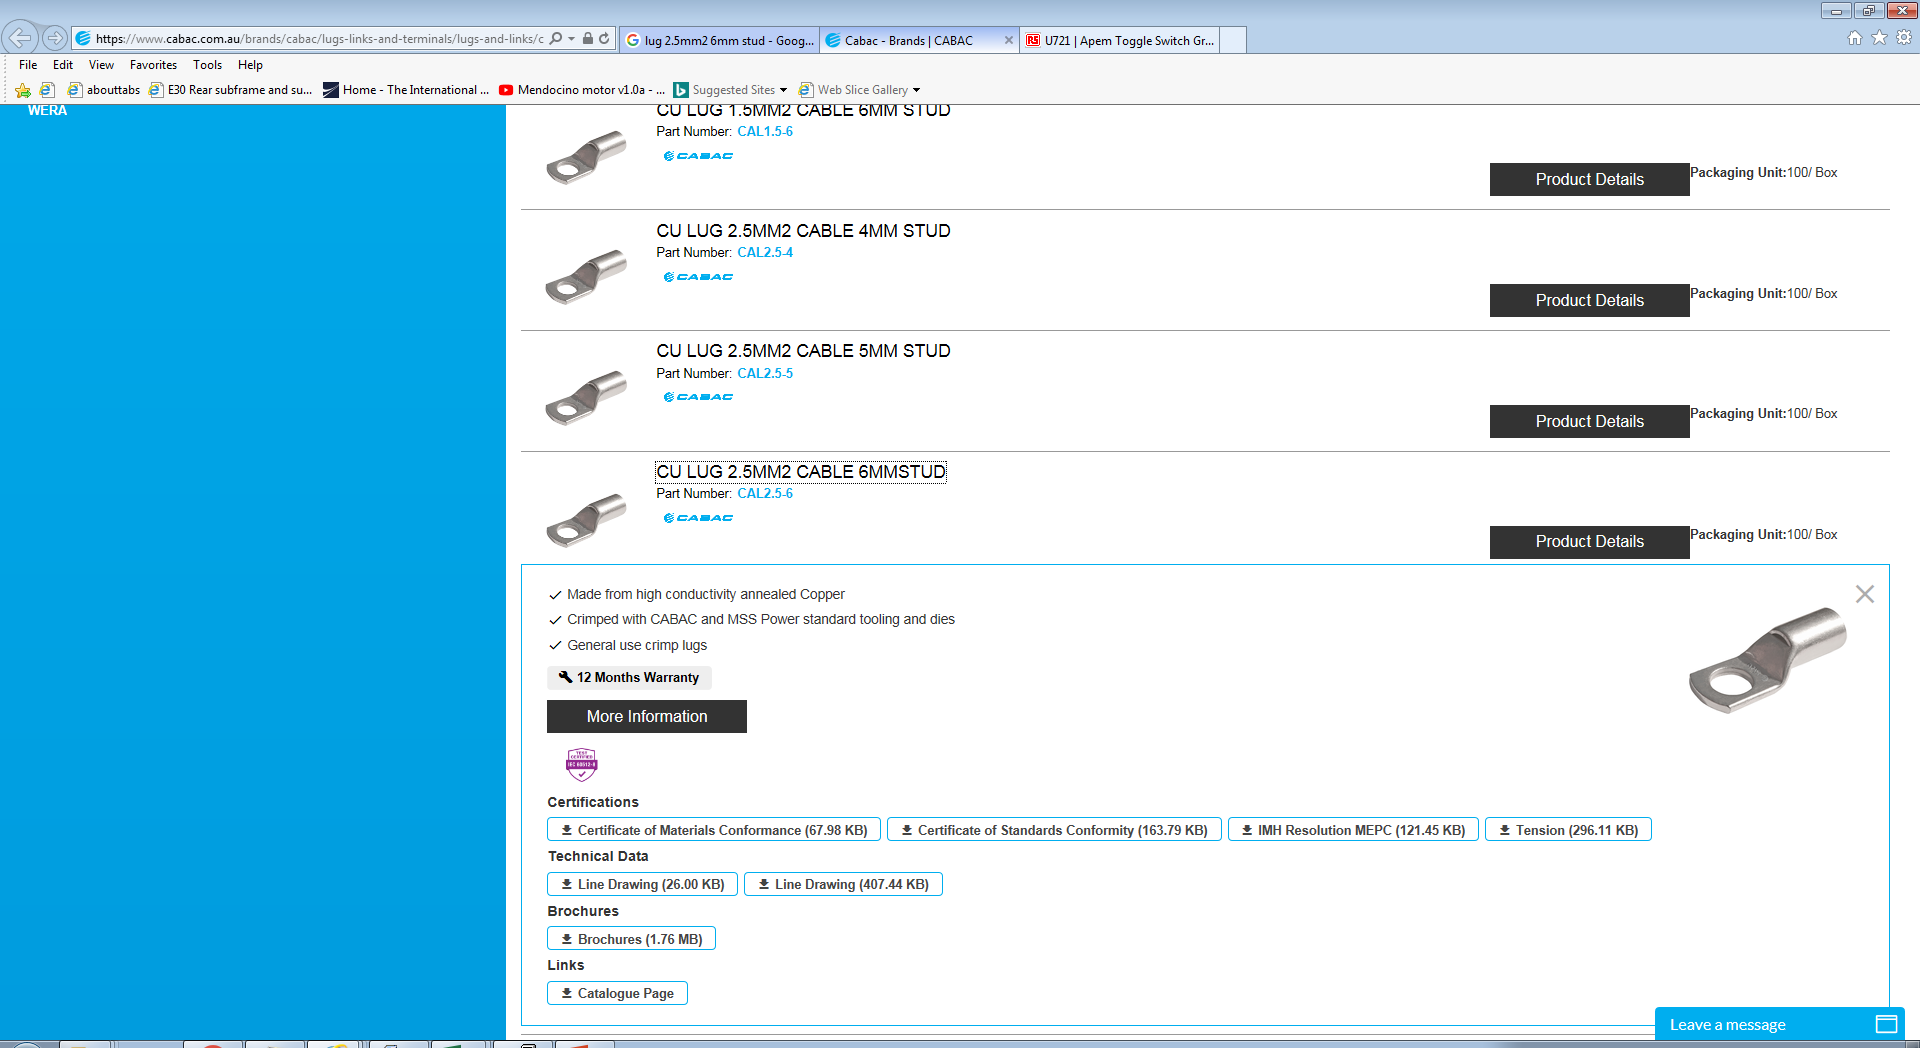 https://www.cabac.com.au/brands/cabac/lugs-links-and-terminals/lugs-and-links/c
lug 2.5mm2 6mm stud - Goog...
Cabac - Brands | CABAC
RS
U721 | Apem Toggle Switch Gr...
File Edit View Favorites Tools Help
abouttabs
E30 Rear subframe and su...
Home - The International ...
Mendocino motor v1.0a - ...
Suggested Sites
Web Slice Gallery
WERA
CU LUG 1.5MM2 CABLE 6MM STUD
Part Number: CAL1.5-6
CABAC
Product Details
Packaging Unit:100/ Box
CU LUG 2.5MM2 CABLE 4MM STUD
Part Number: CAL2.5-4
CABAC
Product Details
Packaging Unit:100/ Box
CU LUG 2.5MM2 CABLE 5MM STUD
Part Number: CAL2.5-5
CABAC
Product Details
Packaging Unit:100/ Box
CU LUG 2.5MM2 CABLE 6MMSTUD
Part Number: CAL2.5-6
CABAC
Product Details
Packaging Unit:100/ Box
Made from high conductivity annealed Copper
Crimped with CABAC and MSS Power standard tooling and dies
General use crimp lugs
12 Months Warranty
More Information
TEST
CERTIFIED
Certifications
Certificate of Materials Conformance (67.98 KB)
Certificate of Standards Conformity (163.79 KB)
IMH Resolution MEPC (121.45 KB)
Tension (296.11 KB)
Technical Data
Line Drawing (26.00 KB)
Line Drawing (407.44 KB)
Brochures
Brochures (1.76 MB)
Links
Catalogue Page
Leave a message